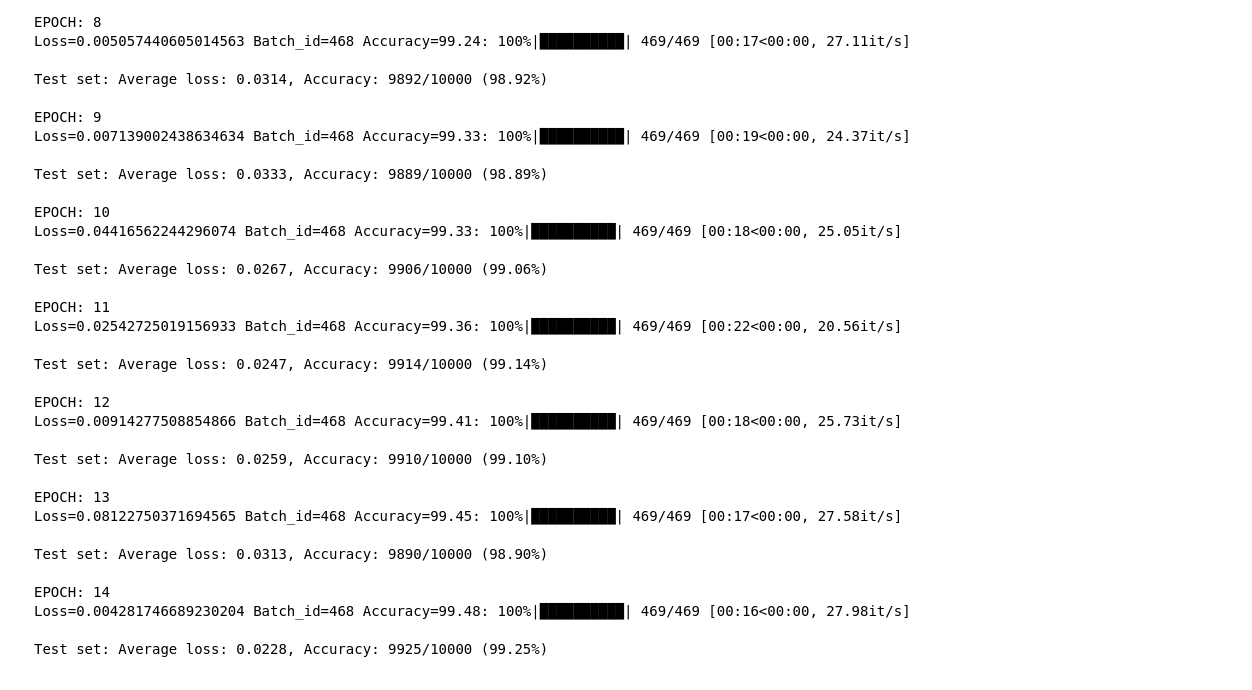 EPOCH: 8
Loss=0.005057440605014563 Batch_id=468 Accuracy=99.24: 100%|██████████| 469/469 [00:17<00:00, 27.11it/s]
Test set: Average loss: 0.0314, Accuracy: 9892/10000 (98.92%)
EPOCH: 9
Loss=0.007139002438634634 Batch_id=468 Accuracy=99.33: 100%|██████████| 469/469 [00:19<00:00, 24.37it/s]
Test set: Average loss: 0.0333, Accuracy: 9889/10000 (98.89%)
EPOCH: 10
Loss=0.04416562244296074 Batch_id=468 Accuracy=99.33: 100%|██████████| 469/469 [00:18<00:00, 25.05it/s]
Test set: Average loss: 0.0267, Accuracy: 9906/10000 (99.06%)
EPOCH: 11
Loss=0.02542725019156933 Batch_id=468 Accuracy=99.36: 100%|██████████| 469/469 [00:22<00:00, 20.56it/s]
Test set: Average loss: 0.0247, Accuracy: 9914/10000 (99.14%)
EPOCH: 12
Loss=0.00914277508854866 Batch_id=468 Accuracy=99.41: 100%|██████████| 469/469 [00:18<00:00, 25.73it/s]
Test set: Average loss: 0.0259, Accuracy: 9910/10000 (99.10%)
EPOCH: 13
Loss=0.08122750371694565 Batch_id=468 Accuracy=99.45: 100%|██████████| 469/469 [00:17<00:00, 27.58it/s]
Test set: Average loss: 0.0313, Accuracy: 9890/10000 (98.90%)
EPOCH: 14
Loss=0.004281746689230204 Batch_id=468 Accuracy=99.48: 100%|██████████| 469/469 [00:16<00:00, 27.98it/s]
Test set: Average loss: 0.0228, Accuracy: 9925/10000 (99.25%)